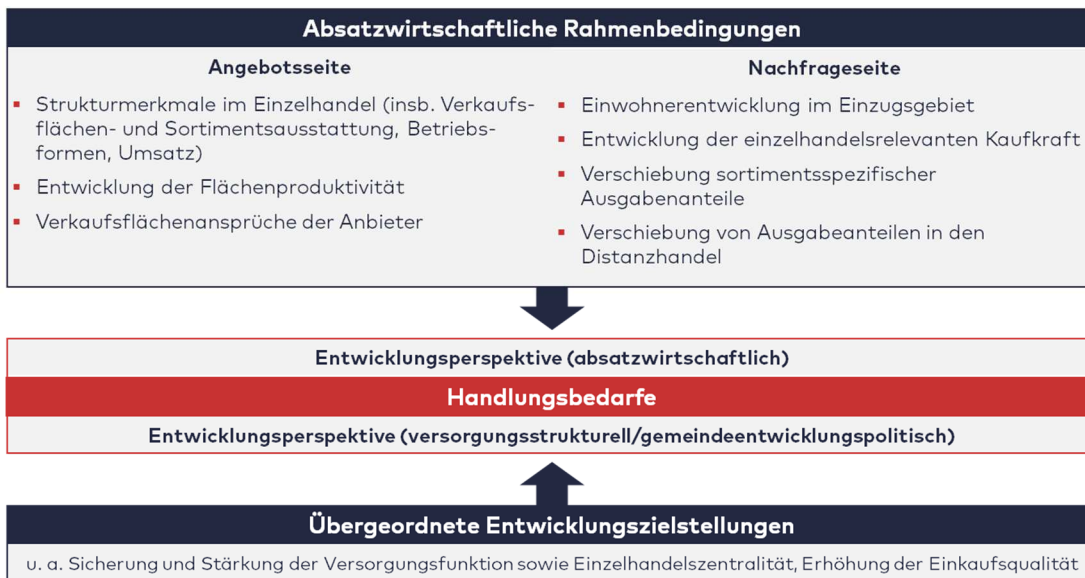 Absatzwirtschaftliche Rahmenbedingungen
Angebotsseite
▪ Strukturmerkmale im Einzelhandel (insb. Verkaufs-
flächen- und Sortimentsausstattung, Betriebs-
formen, Umsatz)
▪ Entwicklung der Flächenproduktivität
▪ Verkaufsflächenansprüche der Anbieter
Nachfrageseite
▪ Einwohnerentwicklung im Einzugsgebiet
▪ Entwicklung der einzelhandelsrelevanten Kaufkraft
▪ Verschiebung sortimentsspezifischer
Ausgabenanteile
▪ Verschiebung von Ausgabeanteilen in den
Distanzhandel
Entwicklungsperspektive (absatzwirtschaftlich)
Handlungsbedarfe
Entwicklungsperspektive (versorgungsstrukturell/gemeindeentwicklungspolitisch)
Übergeordnete Entwicklungszielstellungen
u. a. Sicherung und Stärkung der Versorgungsfunktion sowie Einzelhandelszentralität, Erhöhung der Einkaufsqualität